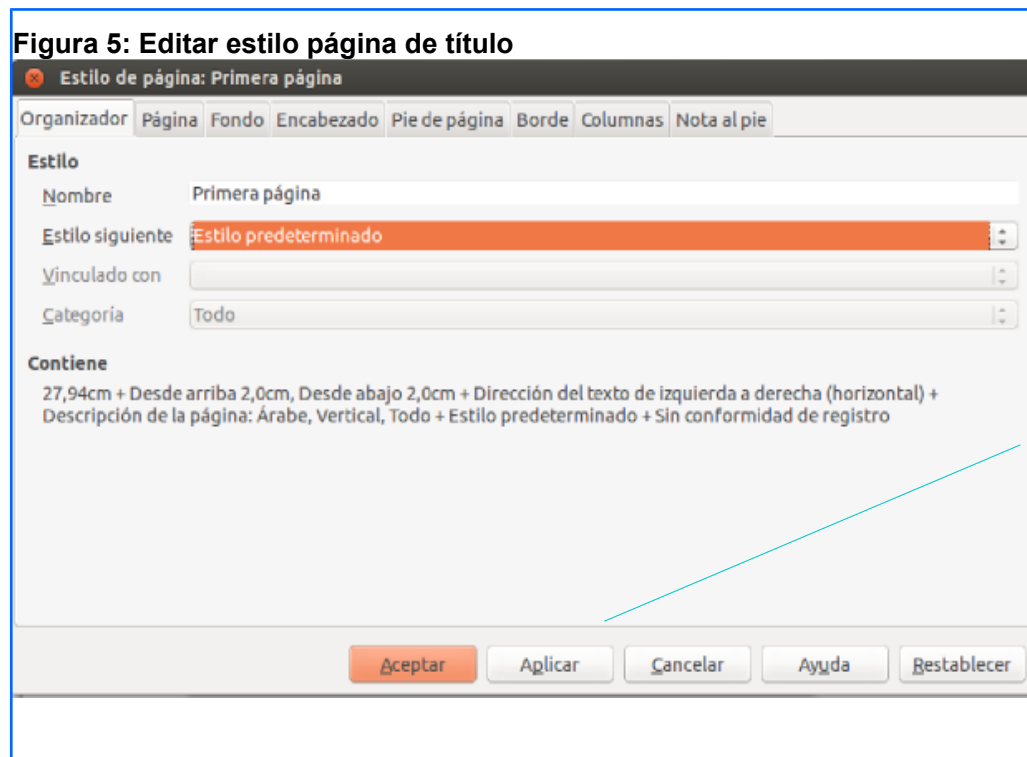 Figura 5: Editar estilo página de título
Estilo de página: Primera página
Organizador Página Fondo Encabezado Pie de página Borde Columnas Nota al pie
Estilo
Nombre Primera página
Estilo siguiente Estilo predeterminado
Vinculado con
Categoría Todo
Contiene
27,94cm + Desde arriba 2,0cm, Desde abajo 2,0cm + Dirección del texto de izquierda a derecha (horizontal) +
Descripción de la página: Árabe, Vertical, Todo + Estilo predeterminado + Sin conformidad de registro
Aceptar Aplicar Cancelar Ayuda Restablecer